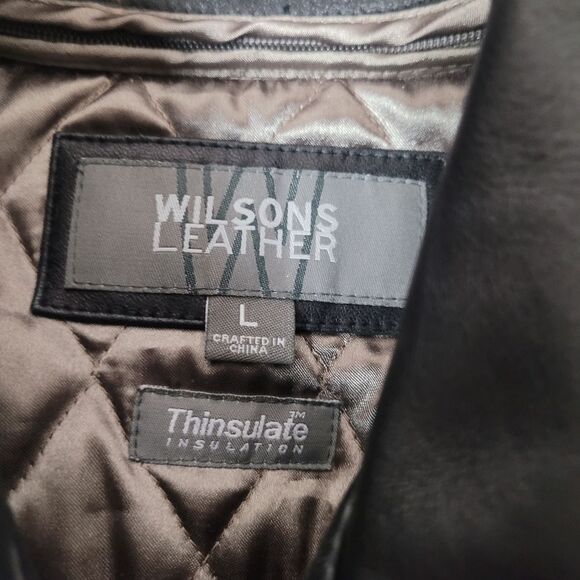 WILSONS
LEATHER
L
CRAFTED IN
CHINA
Thinsulate™
INSULATION